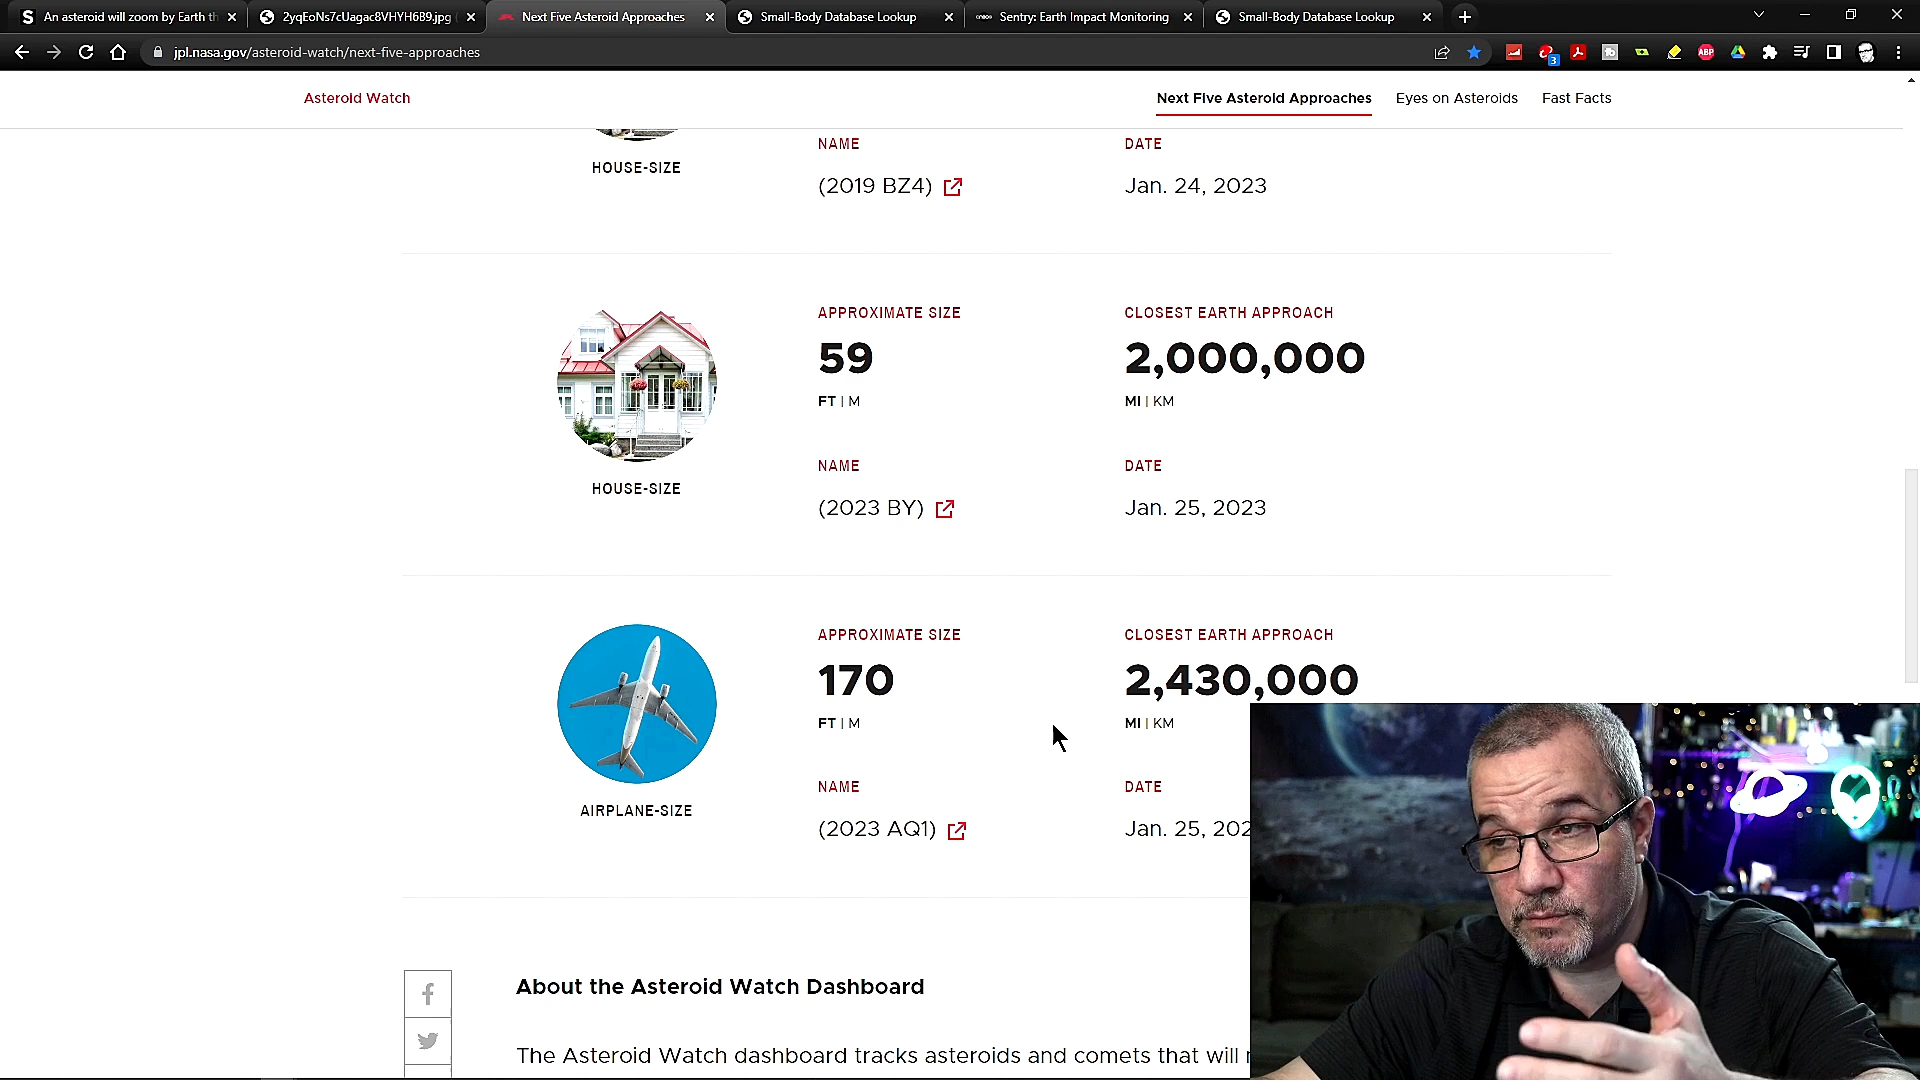 An asteroid will zoom by Earth th
2yqEoNs7cUagac8VHYH6B9.jpg (
Next Five Asteroid Approaches
Small-Body Database Lookup
Sentry: Earth Impact Monitoring
Small-Body Database Lookup
jpl.nasa.gov/asteroid-watch/next-five-approaches
3
ABP
Asteroid Watch
Next Five Asteroid Approaches
Eyes on Asteroids
Fast Facts
HOUSE-SIZE
NAME
DATE
(2019 BZ4)
Jan. 24, 2023
APPROXIMATE SIZE
CLOSEST EARTH APPROACH
59
2,000,000
FT | M
MI | KM
HOUSE-SIZE
NAME
DATE
(2023 BY)
Jan. 25, 2023
APPROXIMATE SIZE
CLOSEST EARTH APPROACH
170
2,430,000
FT | M
MI | KM
AIRPLANE-SIZE
NAME
DATE
(2023 AQ1)
Jan. 25, 202
About the Asteroid Watch Dashboard
The Asteroid Watch dashboard tracks asteroids and comets that will